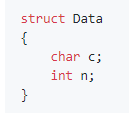 struct Data
{
    char c;
    int n;
}